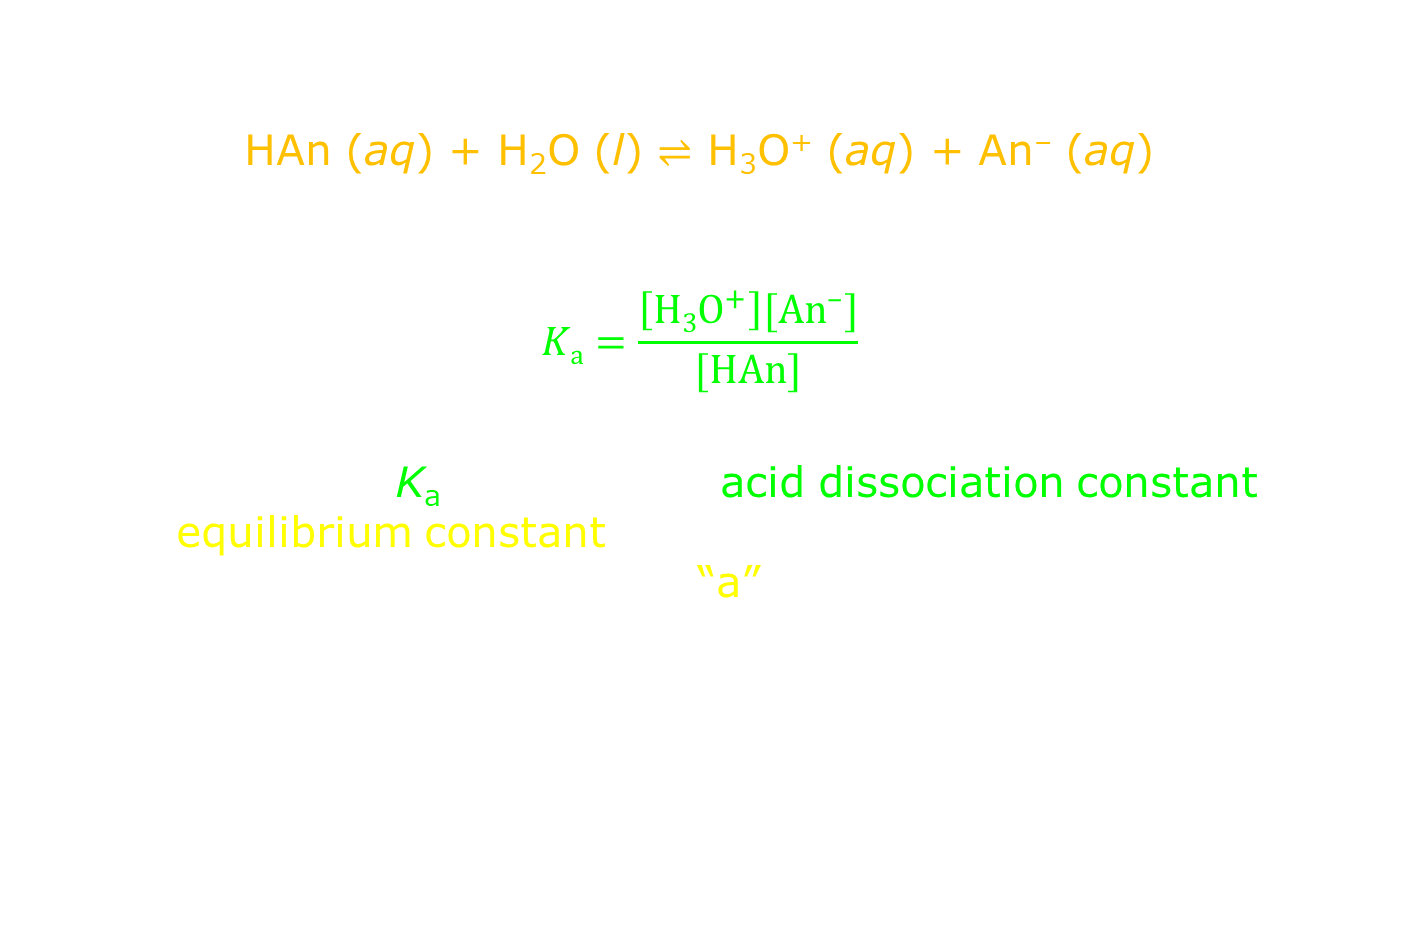 HAn (aq) + H₂O (l) ⇌ H₃O⁺ (aq) + An⁻ (aq)
Kₐ = [H₃O⁺][An⁻] / [HAn]
Kₐ acid dissociation constant
equilibrium constant
“a”